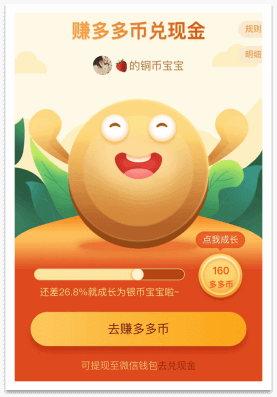 赚多多币兑现金
规则
🍓的铜币宝宝
明细
点我成长
160
多多币
还差26.8%就成长为银币宝宝啦~
去赚多多币
可提现至微信钱包去兑现金